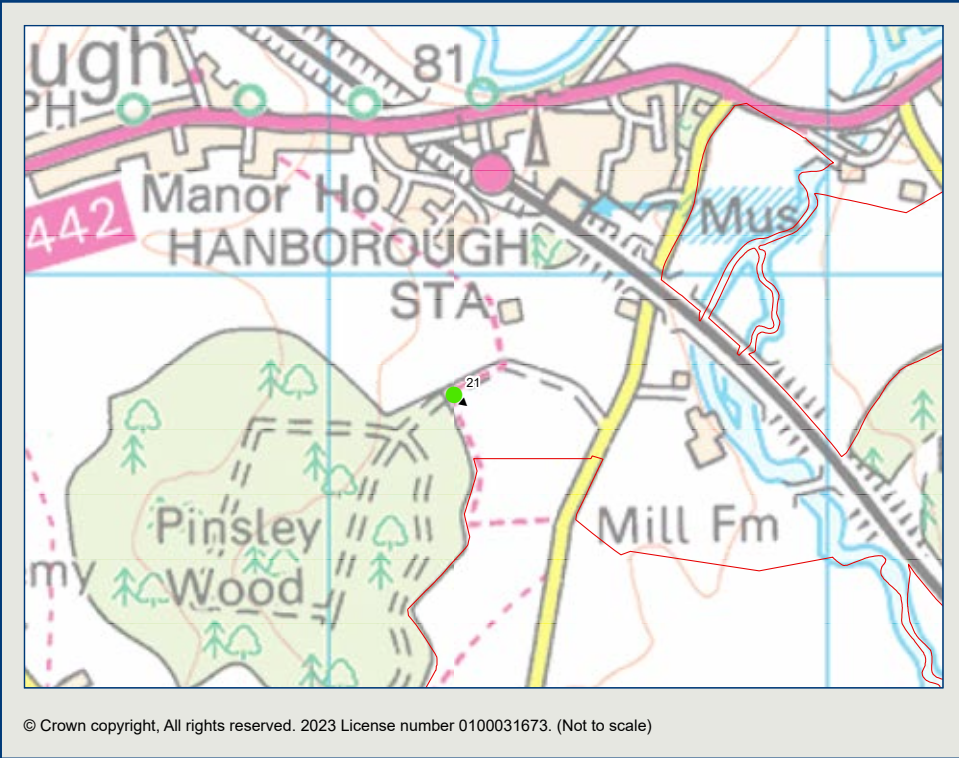 ugh
PH
81
442
Manor Ho
HANBOROUGH
STA
Mus
21
Pinsley
Wood
my
Mill Fm
© Crown copyright, All rights reserved. 2023 License number 0100031673. (Not to scale)